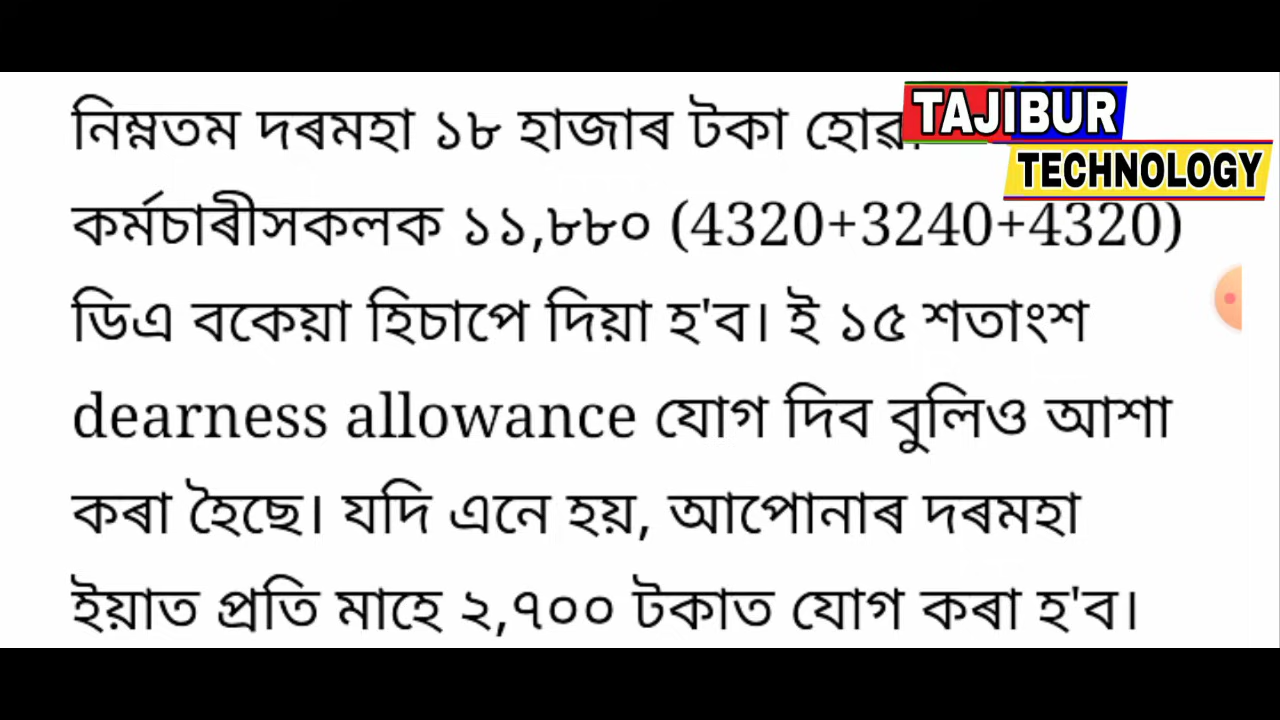 TAJIBUR
TECHNOLOGY
নিম্নতম দৰমহা ১৮ হাজাৰ টকা
কৰ্মচাৰীসকলক ১১,৮৮০ (4320+3240+4320)
ডিএ বকেয়া হিচাপে দিয়া হ'ব। ই ১৫ শতাংশ
dearness allowance যোগ দিব বুলিও আশা
কৰা হৈছে। যদি এনে হয়, আপোনাৰ দৰমহা
ইয়াত প্ৰতি মাহে ২,৭০০ টকাত যোগ কৰা হ'ব।